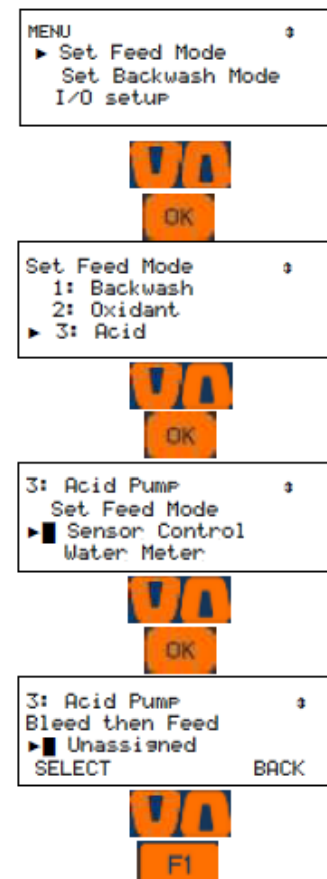 MENU
Set Feed Mode
Set Backwash Mode
I/O setup
OK
Set Feed Mode
1: Backwash
2: Oxidant
3: Acid
OK
3: Acid Pump
Set Feed Mode
Sensor Control
Water Meter
OK
3: Acid Pump
Bleed then Feed
Unassigned
SELECT BACK
F1